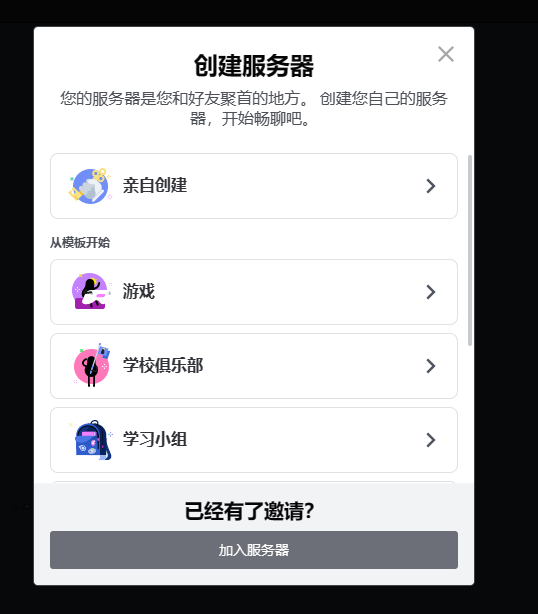 创建服务器
您的服务器是您和好友聚首的地方。 创建您自己的服务
器，开始畅聊吧。
亲自创建
从模板开始
游戏
学校俱乐部
学习小组
已经有了邀请？
加入服务器